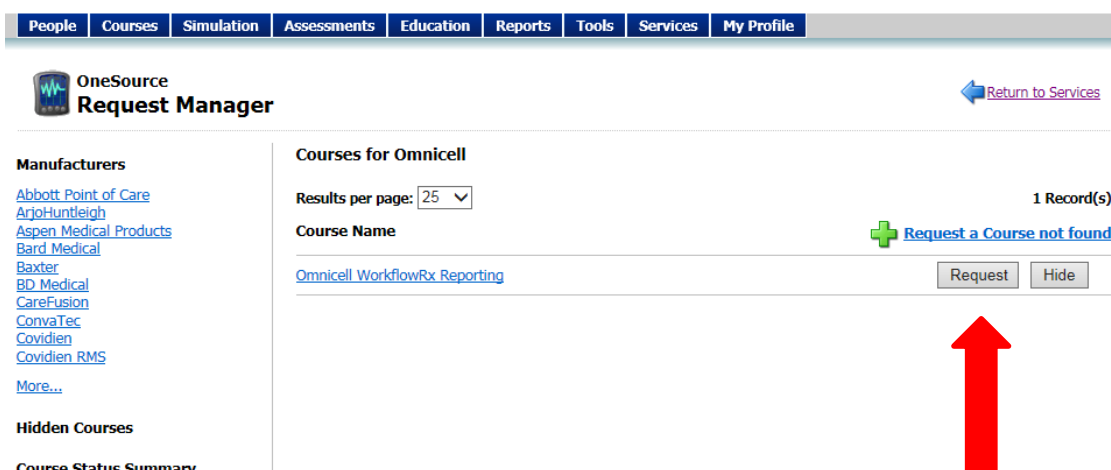 People Courses Simulation Assessments Education Reports Tools Services My Profile
OneSource
Request Manager
Return to Services
Manufacturers
Abbott Point of Care
ArjoHuntleigh
Aspen Medical Products
Bard Medical
Baxter
BD Medical
CareFusion
ConvaTec
Covidien
Covidien RMS
More...
Hidden Courses
Course Status Summary
Courses for Omnicell
Results per page: 25
1 Record(s)
Course Name
Request a Course not found
Omnicell WorkflowRx Reporting
Request Hide